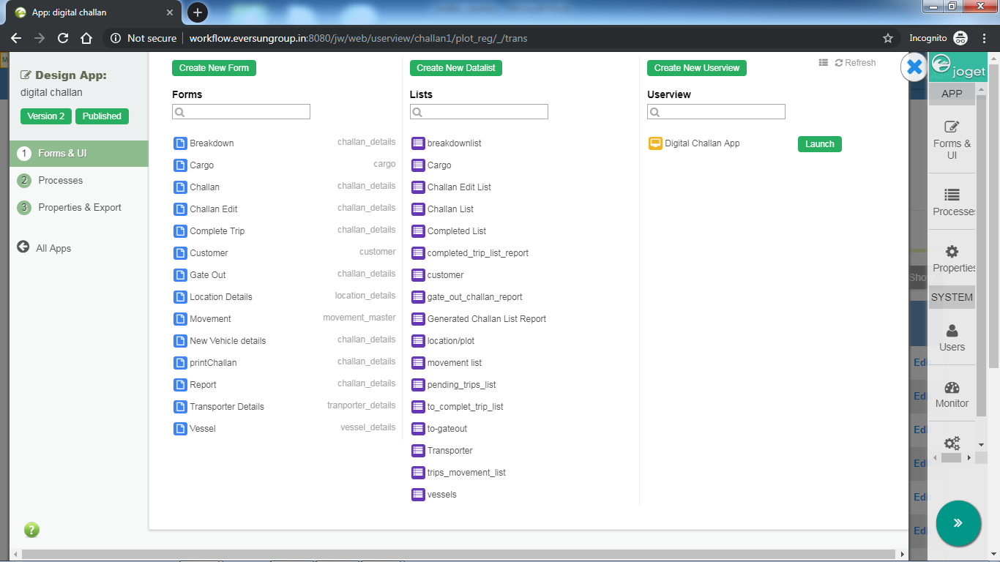 App: digital challan
Not secure | workflow.eversungroup.in:8080/jw/web/userview/challan1/plot_reg/_/trans
Incognito
Design App:
digital challan
Version 2 Published
1 Forms & UI
2 Processes
3 Properties & Export
All Apps
?
Create New Form
Forms
Breakdown challan_details
Cargo cargo
Challan challan_details
Challan Edit challan_details
Complete Trip challan_details
Customer customer
Gate Out challan_details
Location Details location_details
Movement movement_master
New Vehicle details challan_details
printChallan challan_details
Report challan_details
Transporter Details tranporter_details
Vessel vessel_details
Create New Datalist
Lists
breakdownlist
Cargo
Challan Edit List
Challan List
Completed List
completed_trip_list_report
customer
gate_out_challan_report
Generated Challan List Report
location/plot
movement list
pending_trips_list
to_complet_trip_list
to-gateout
Transporter
trips_movement_list
vessels
Create New Userview
Refresh
Userview
Digital Challan App Launch
joget
APP
Forms &
UI
Processes
Properties
SYSTEM
Users
Monitor
Sho
Edi
Edi
Edi
Edi
Edi
Edi